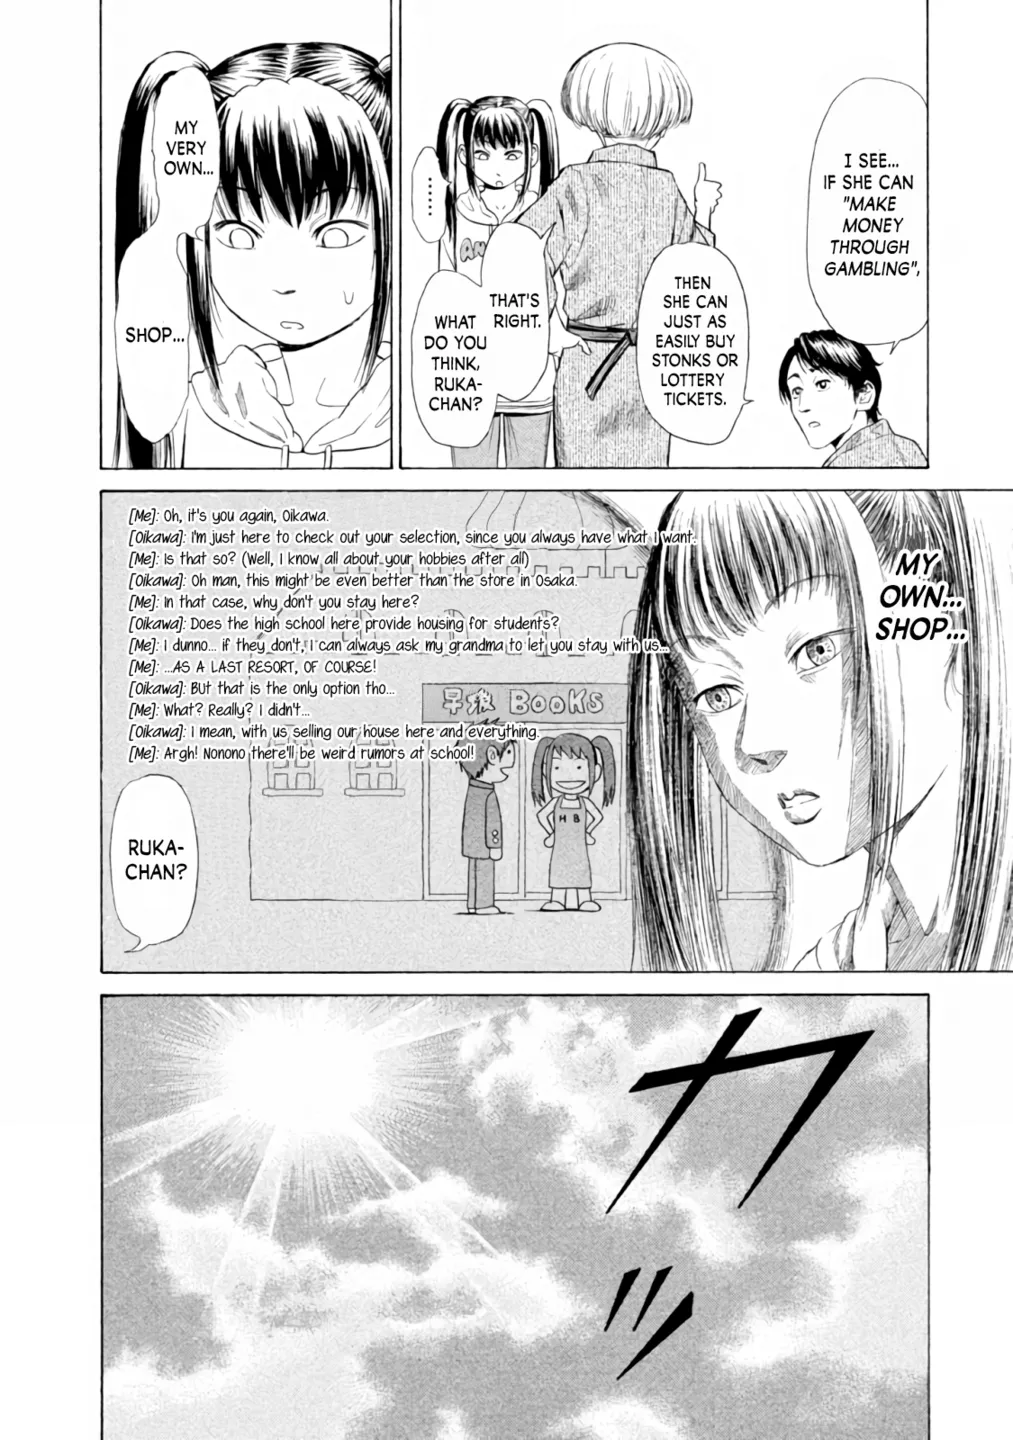 I SEE...
IF SHE CAN
"MAKE
MONEY
THROUGH
GAMBLING",
THEN
SHE CAN
JUST AS
EASILY BUY
STONKS OR
LOTTERY
TICKETS.
THAT'S
RIGHT.
WHAT
DO YOU
THINK,
RUKA-
CHAN?
.......
MY
VERY
OWN...
SHOP...
MY
OWN...
SHOP...
[Me]: Oh, it's you again, Oikawa.
[Oikawa]: I'm just here to check out your selection, since you always have what I want.
[Me]: Is that so? (Well, I know all about your hobbies after all)
[Oikawa]: Oh man, this might be even better than the store in Osaka.
[Me]: In that case, why don't you stay here?
[Oikawa]: Does the high school here provide housing for students?
[Me]: I dunno... if they don't, I can always ask my grandma to let you stay with us...
[Me]: ...AS A LAST RESORT, OF COURSE!
[Oikawa]: But that is the only option tho...
[Me]: What? Really? I didn't...
[Oikawa]: I mean, with us selling our house here and everything.
[Me]: Argh! Nonono there'll be weird rumors at school!
早掘 BOOKS
HB
RUKA-
CHAN?
カッ